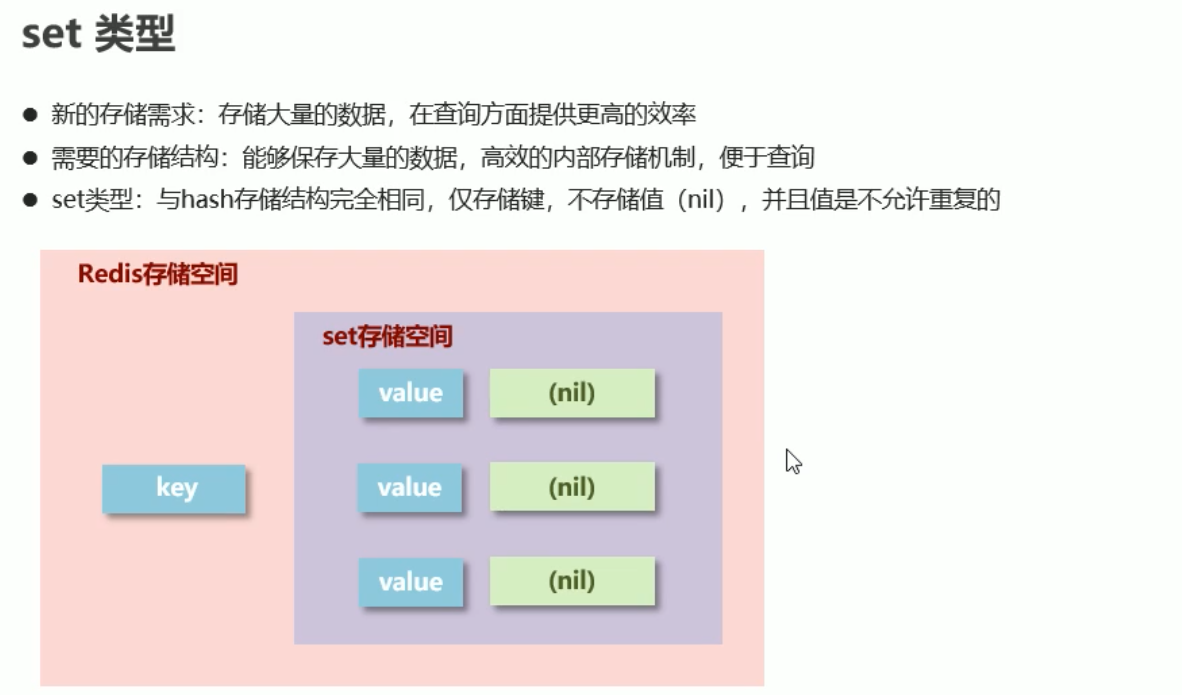 set 类型
● 新的存储需求：存储大量的数据，在查询方面提供更高的效率
● 需要的存储结构：能够保存大量的数据，高效的内部存储机制，便于查询
● set类型：与hash存储结构完全相同，仅存储键，不存储值（nil），并且值是不允许重复的
Redis存储空间
set存储空间
value (nil)
key value (nil)
value (nil)